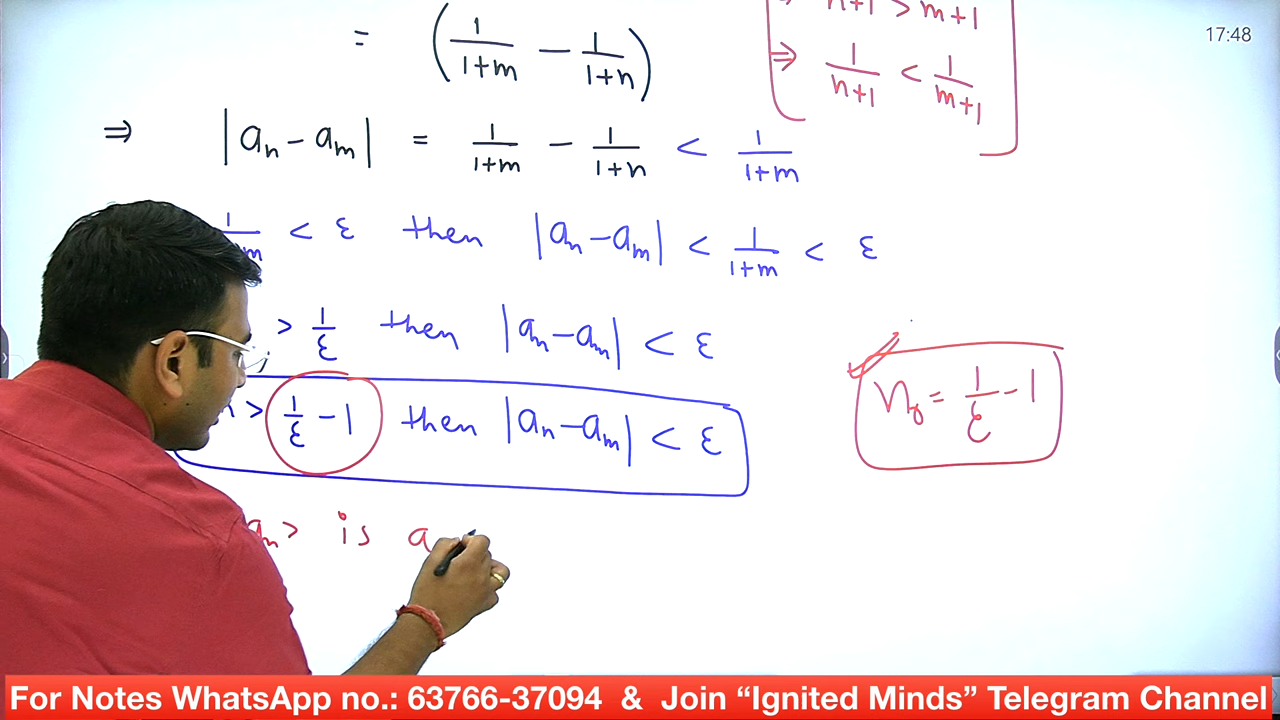 ⇒ n+1 > m+1
17:48
= (1/(1+m) − 1/(1+n))
⇒ 1/(n+1) < 1/(m+1)
⇒ |aₙ − aₘ| = 1/(1+m) − 1/(1+n) < 1/(1+m)
< ε then |aₙ − aₘ| < 1/(1+m) < ε
> 1/ε then |aₙ − aₘ| < ε
> 1/ε − 1 then |aₙ − aₘ| < ε
n₀ = 1/ε − 1
> is a
For Notes WhatsApp no.: 63766-37094 & Join “Ignited Minds” Telegram Channel